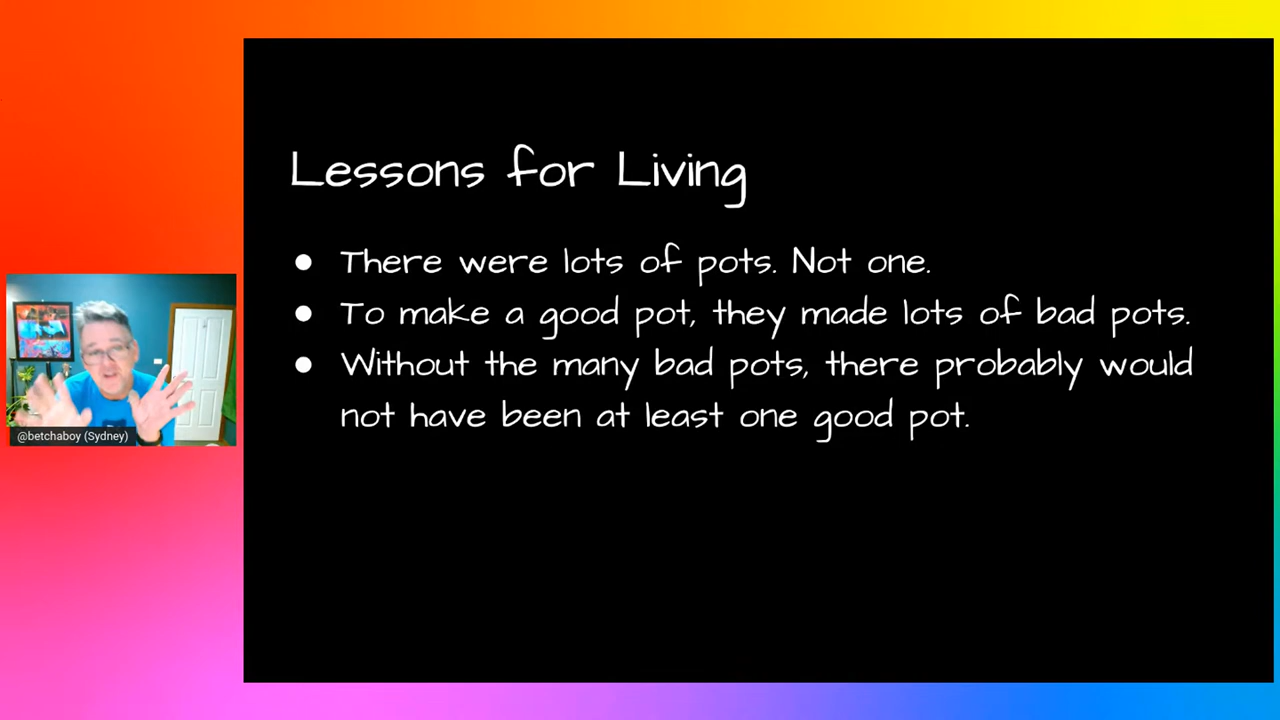 Lessons for Living
● There were lots of pots. Not one.
● To make a good pot, they made lots of bad pots.
● Without the many bad pots, there probably would
not have been at least one good pot.
@betchaboy (Sydney)